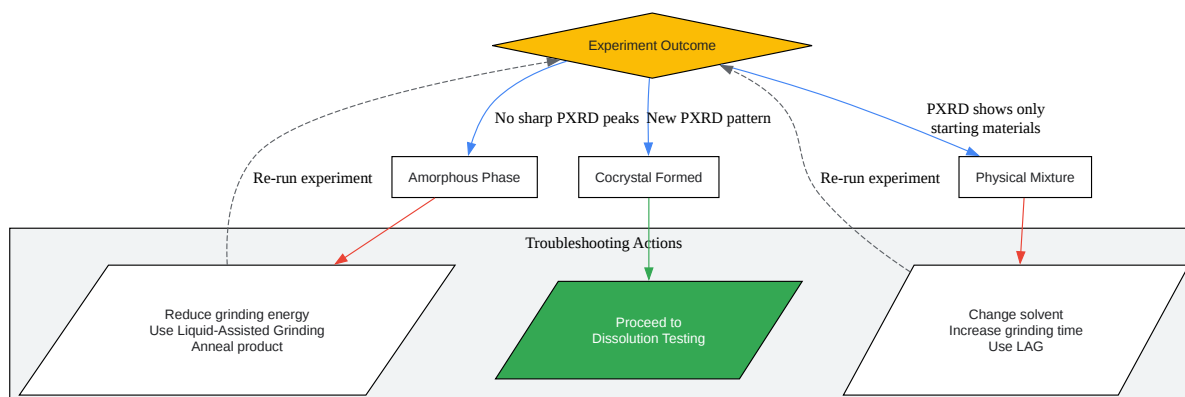 Experiment Outcome
No sharp PXRD peaks
New PXRD pattern
PXRD shows only
starting materials
Re-run experiment
Amorphous Phase
Cocrystal Formed
Re-run experiment
Physical Mixture
Troubleshooting Actions
Reduce grinding energy
Use Liquid-Assisted Grinding
Anneal product
Proceed to
Dissolution Testing
Change solvent
Increase grinding time
Use LAG